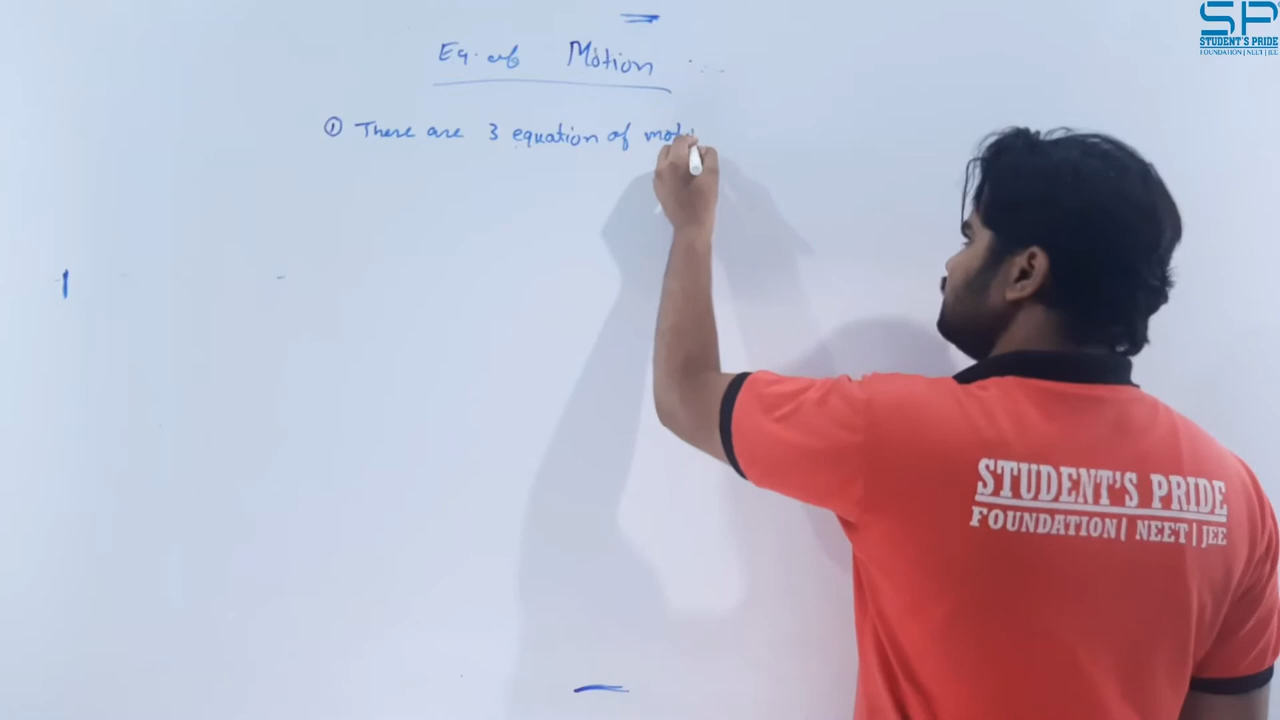 SP
STUDENT'S PRIDE
FOUNDATION | NEET | JEE
Eq. of Motion
① There are 3 equation of moti
STUDENT'S PRIDE
FOUNDATION | NEET | JEE